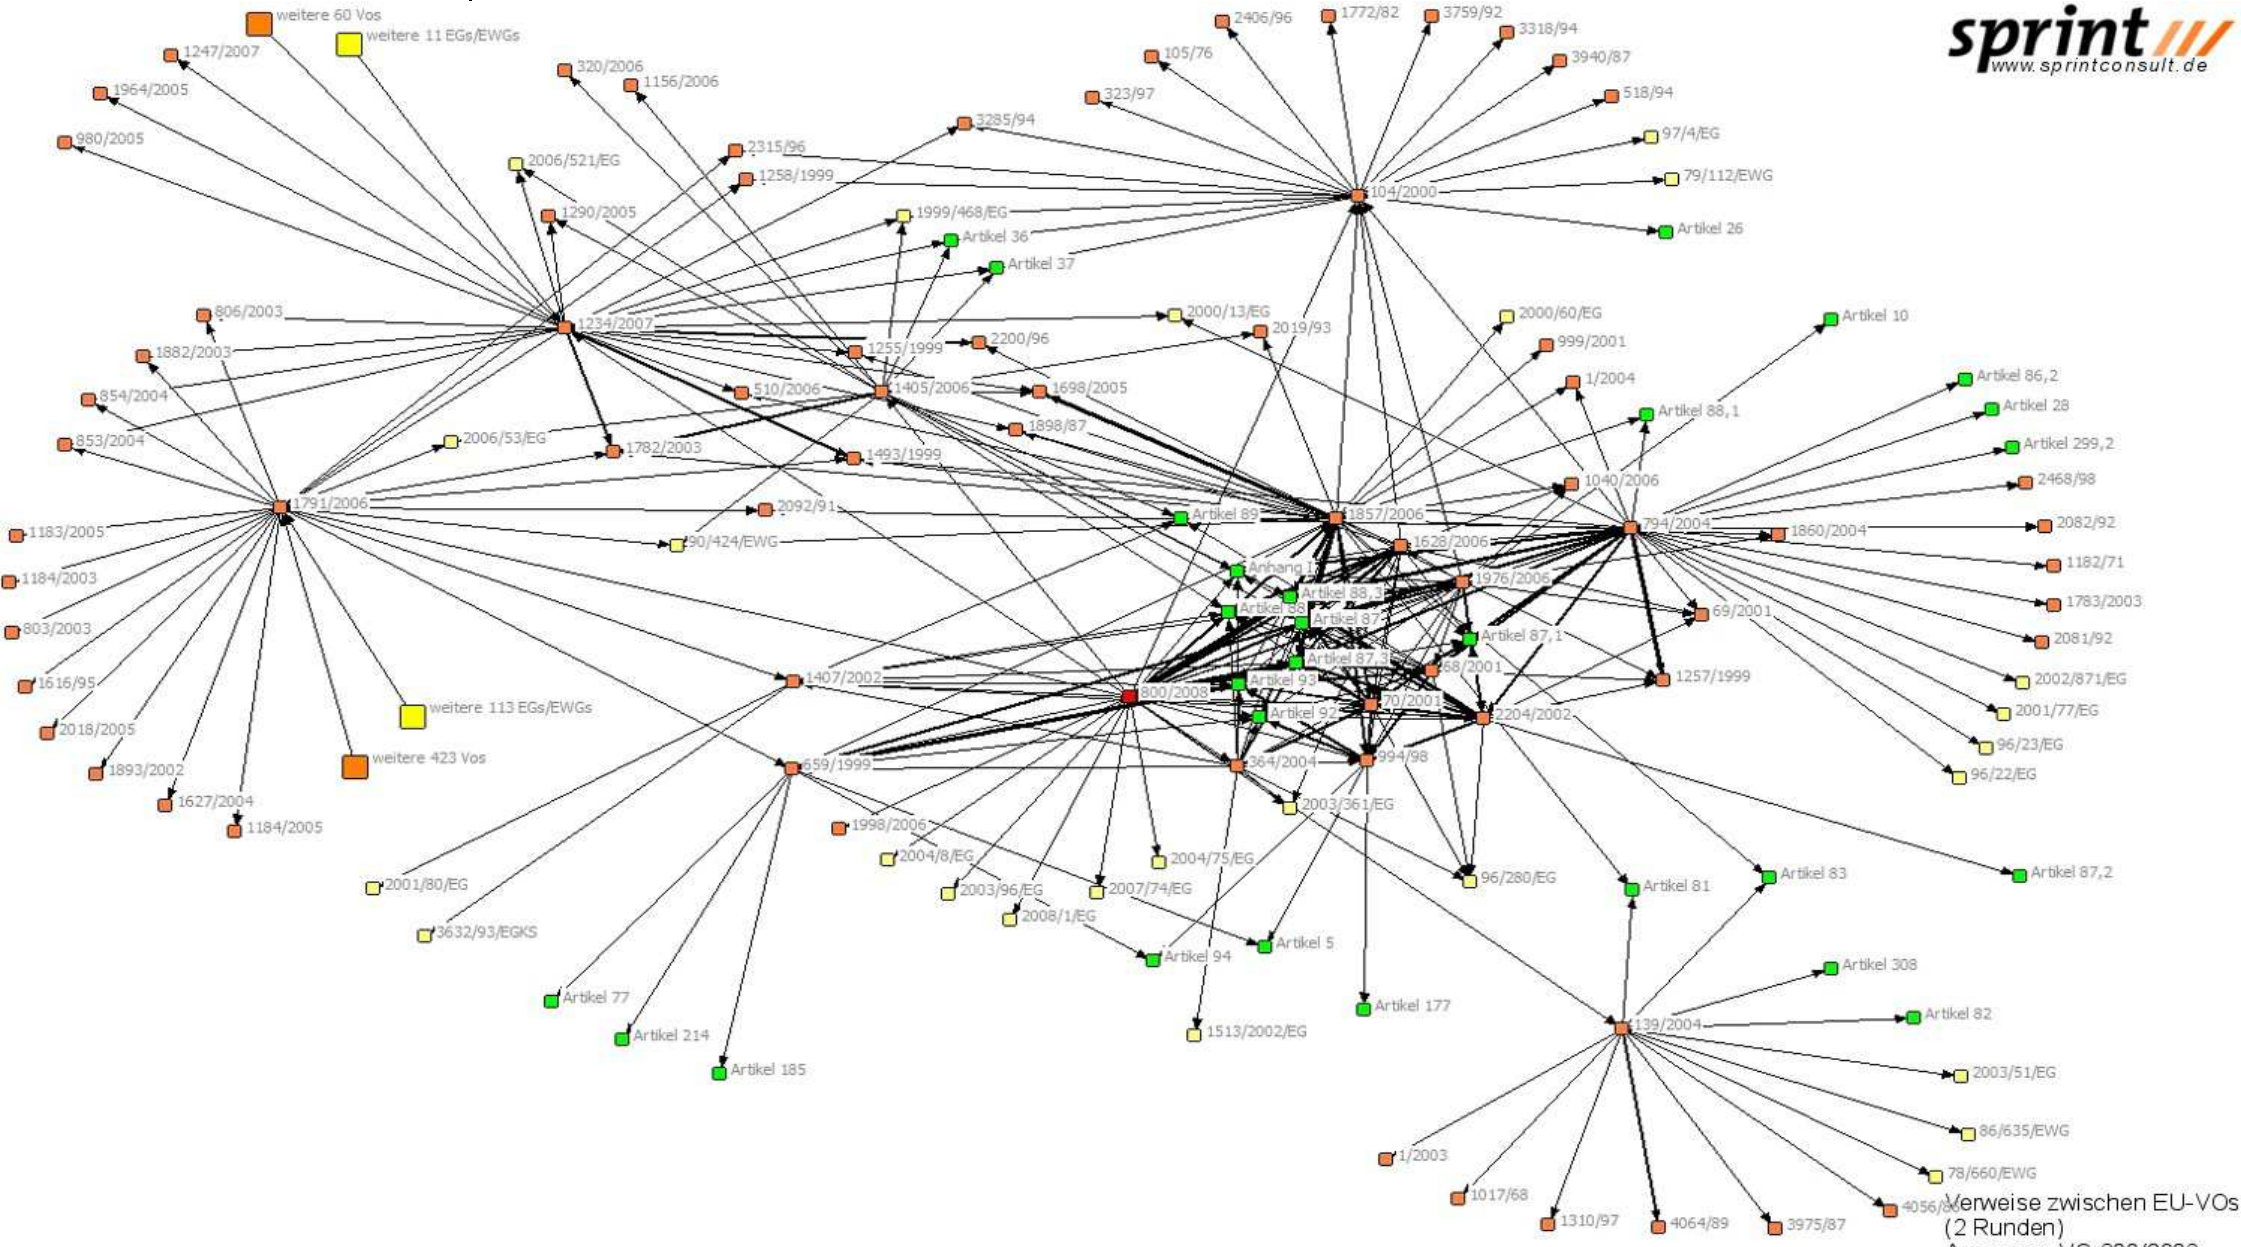 weitere 60 Vos
2406/96
1772/82
3759/92
sprint
www.sprintconsult.de
weitere 11 EGs/EWGs
3318/94
1247/2007
105/76
3940/87
320/2006
1156/2006
1964/2005
323/97
518/94
3285/94
97/4/EG
980/2005
2315/96
2006/521/EG
1258/1999
79/112/EWG
104/2000
1290/2005
1999/468/EG
Artikel 26
Artikel 36
Artikel 37
806/2003
1234/2007
2000/13/EG
2000/60/EG
Artikel 10
2019/93
2200/96
999/2001
1882/2003
1255/1999
Artikel 86,2
1/2004
510/2006
1405/2006
1698/2005
854/2004
Artikel 28
Artikel 88,1
1898/87
853/2004
2006/53/EG
1782/2003
1493/1999
Artikel 299,2
1040/2006
2468/98
1791/2006
2092/91
Artikel 89
1857/2006
794/2004
1860/2004
2082/92
1183/2005
90/424/EWG
1628/2006
1182/71
Anhang I
1976/2006
1184/2003
Artikel 88,3
1783/2003
Artikel 88
69/2001
Artikel 87
803/2003
Artikel 87,1
2081/92
Artikel 87,3
68/2001
1407/2002
Artikel 93
1257/1999
2002/871/EG
1616/95
800/2008
70/2001
weitere 113 EGs/EWGs
Artikel 92
2204/2002
2001/77/EG
2018/2005
96/23/EG
weitere 423 Vos
659/1999
364/2004
994/98
1893/2002
96/22/EG
1627/2004
2003/361/EG
1184/2005
1998/2006
2004/8/EG
2004/75/EG
Artikel 83
Artikel 87,2
96/280/EG
2001/80/EG
2003/96/EG
2007/74/EG
Artikel 81
2008/1/EG
3632/93/EGKS
Artikel 5
Artikel 94
Artikel 308
Artikel 77
Artikel 177
Artikel 82
139/2004
Artikel 214
1513/2002/EG
Artikel 185
2003/51/EG
86/635/EWG
1/2003
78/660/EWG
1017/68
Verweise zwischen EU-VOs
1310/97
4064/89
3975/87
(2 Runden)